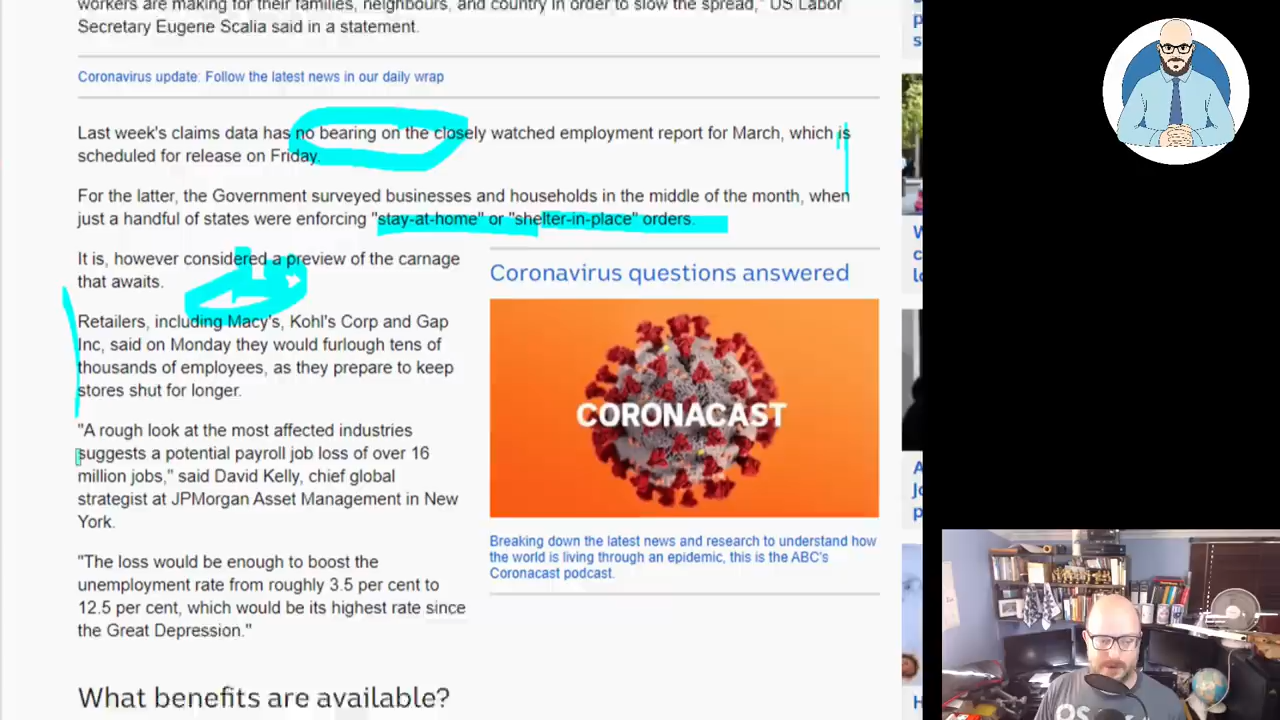 workers are making for their families, neighbours, and country in order to slow the spread," US Labor
Secretary Eugene Scalia said in a statement.
Coronavirus update: Follow the latest news in our daily wrap
Last week's claims data has no bearing on the closely watched employment report for March, which is
scheduled for release on Friday.
For the latter, the Government surveyed businesses and households in the middle of the month, when
just a handful of states were enforcing "stay-at-home" or "shelter-in-place" orders.
It is, however considered a preview of the carnage
that awaits.
Retailers, including Macy's, Kohl's Corp and Gap
Inc, said on Monday they would furlough tens of
thousands of employees, as they prepare to keep
stores shut for longer.
"A rough look at the most affected industries
suggests a potential payroll job loss of over 16
million jobs," said David Kelly, chief global
strategist at JPMorgan Asset Management in New
York.
"The loss would be enough to boost the
unemployment rate from roughly 3.5 per cent to
12.5 per cent, which would be its highest rate since
the Great Depression."
What benefits are available?
Coronavirus questions answered
CORONACAST
Breaking down the latest news and research to understand how
the world is living through an epidemic, this is the ABC's
Coronacast podcast.